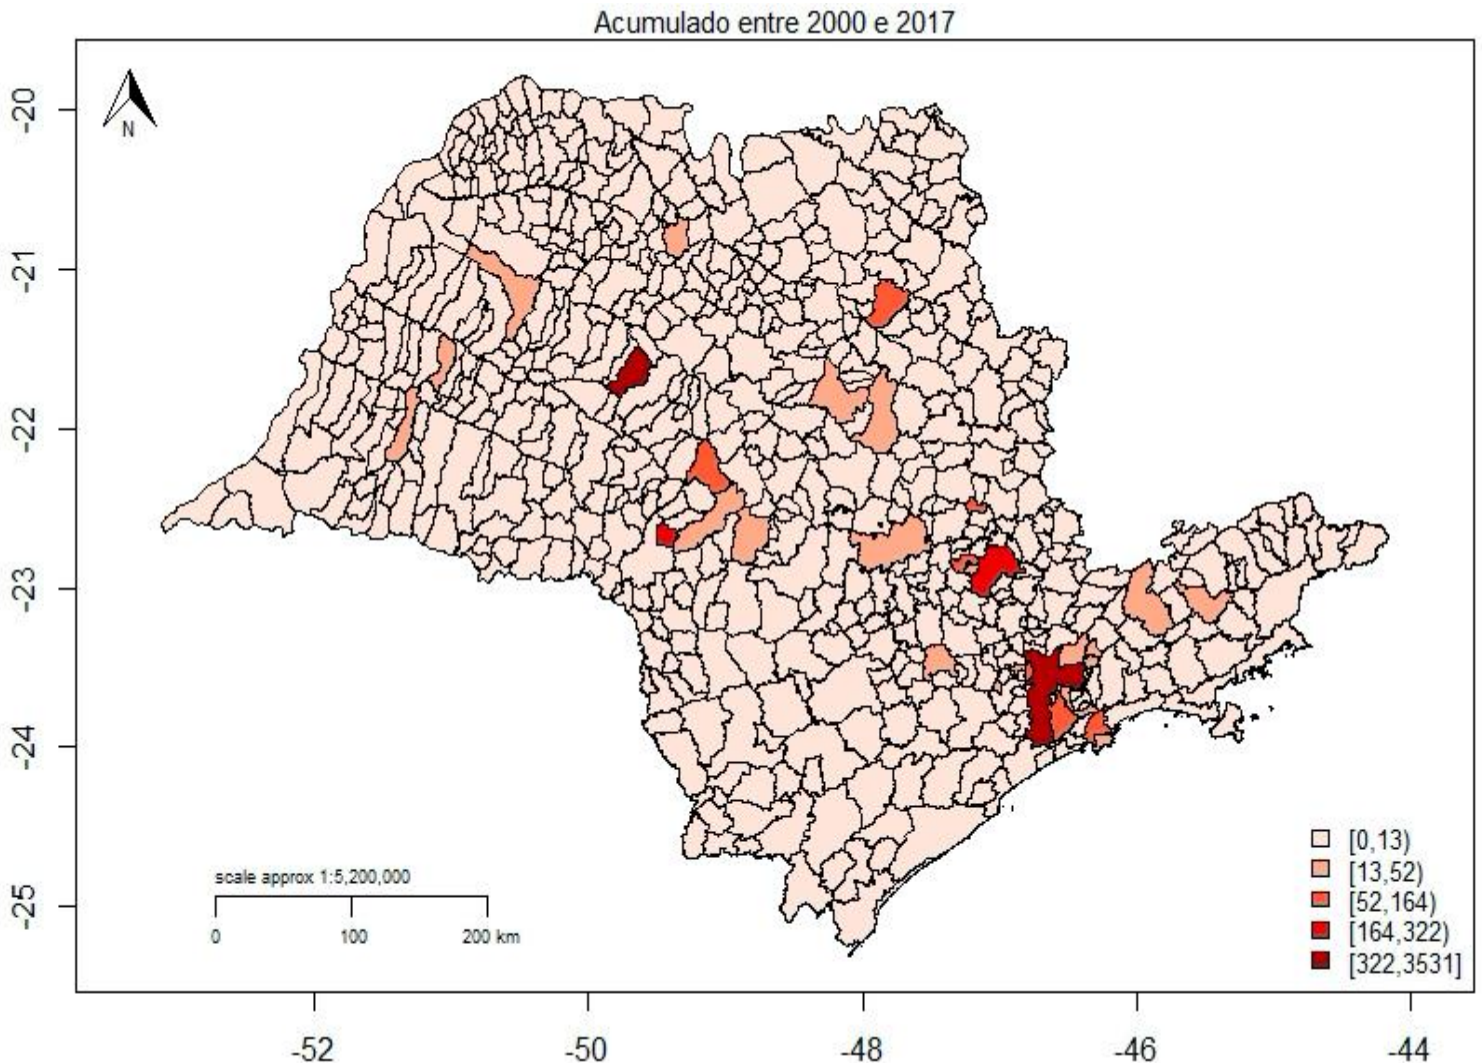 Acumulado entre 2000 e 2017
N
-20
-21
-22
-23
-24
-25
scale approx 1:5,200,000
0 100 200 km
[0,13)
[13,52)
[52,164)
[164,322)
[322,3531]
-52 -50 -48 -46 -44